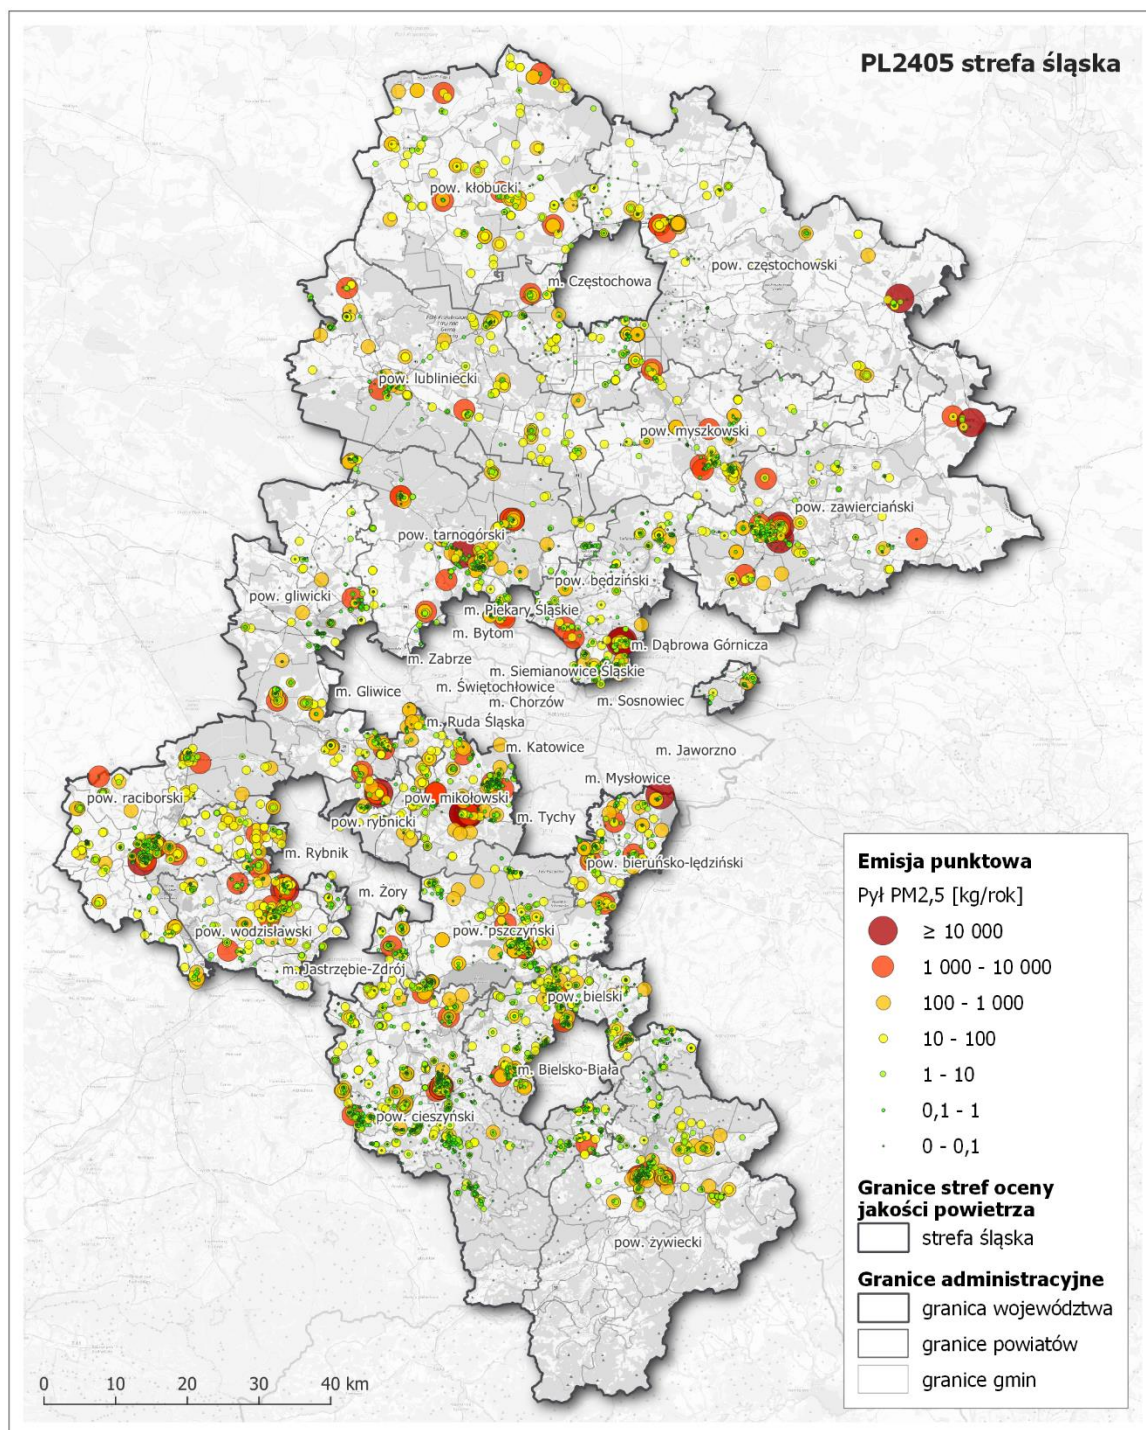 PL2405 strefa śląska
pow. kłobucki
pow. częstochowski
m. Częstochowa
pow. lubliniecki
pow. myszkowski
pow. zawierciański
pow. tarnogórski
pow. będziński
pow. gliwicki
m. Piekary Śląskie
m. Bytom
m. Dąbrowa Górnicza
m. Zabrze
m. Siemianowice Śląskie
m. Gliwice
m. Świętochłowice
m. Chorzów
m. Sosnowiec
m. Ruda Śląska
m. Katowice
m. Jaworzno
m. Mysłowice
pow. raciborski
pow. mikołowski
pow. rybnicki
m. Tychy
m. Rybnik
pow. bieruńsko-lędziński
m. Żory
pow. wodzisławski
pow. pszczyński
m. Jastrzębie-Zdrój
pow. bielski
m. Bielsko-Biała
pow. cieszyński
pow. żywiecki
Emisja punktowa
Pył PM2,5 [kg/rok]
≥ 10 000
1 000 - 10 000
100 - 1 000
10 - 100
1 - 10
0,1 - 1
0 - 0,1
Granice stref oceny
jakości powietrza
strefa śląska
Granice administracyjne
granica województwa
granice powiatów
granice gmin
0 10 20 30 40 km